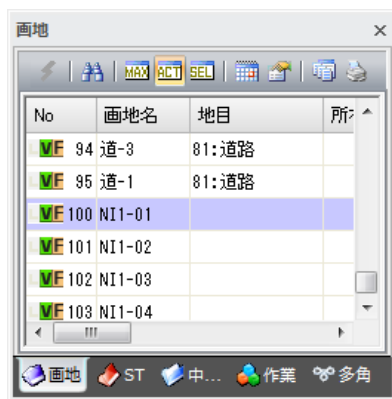 画地
MAX ACT SEL
No 画地名 地目 所
VF 94 道-3 81:道路
VF 95 道-1 81:道路
VF 100 NI1-01
VF 101 NI1-02
VF 102 NI1-03
VF 103 NI1-04
画地 ST 中... 作業 多角